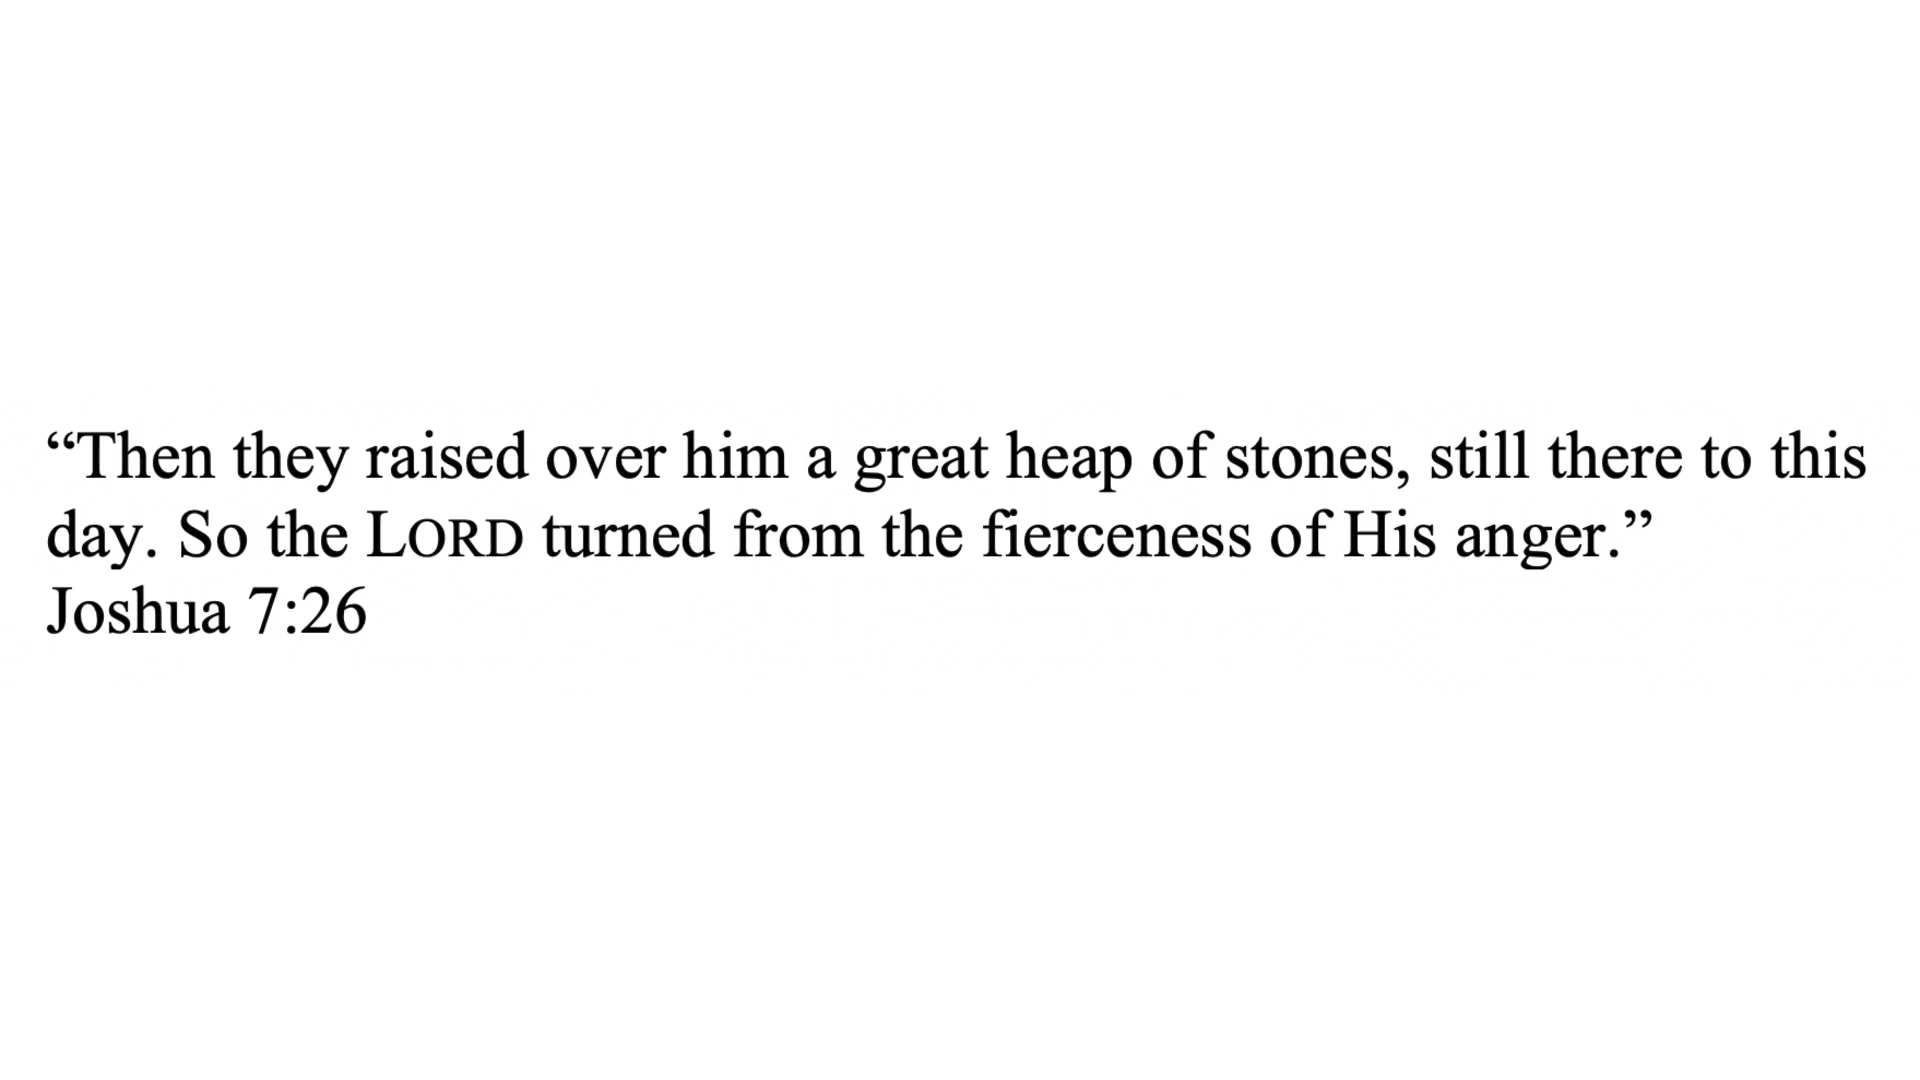 “Then they raised over him a great heap of stones, still there to this
day. So the LORD turned from the fierceness of His anger.”
Joshua 7:26